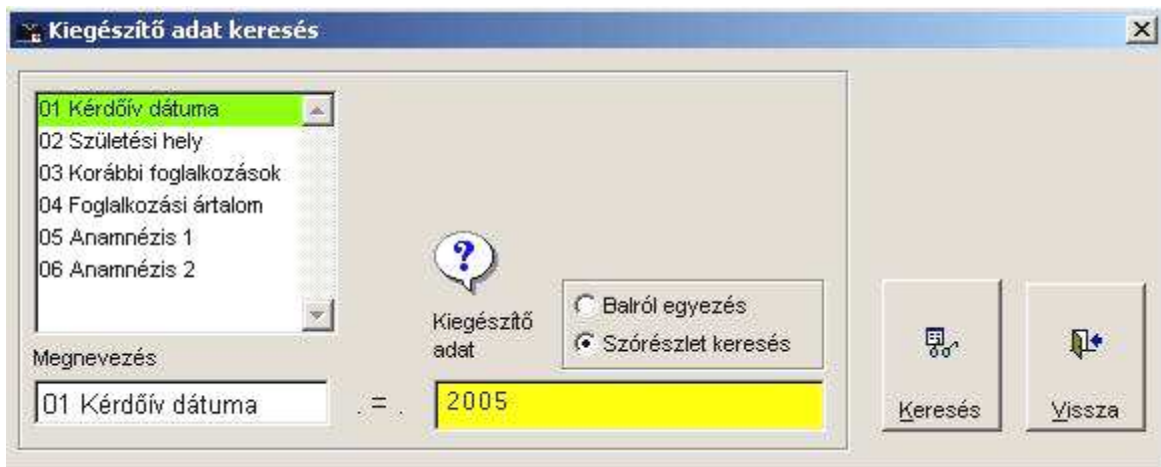 Kiegészítő adat keresés
01 Kérdőív dátuma
02 Születési hely
03 Korábbi foglalkozások
04 Foglalkozási ártalom
05 Anamnézis 1
06 Anamnézis 2
?
Kiegészítő
adat
Balról egyezés
Szórészlet keresés
Megnevezés
01 Kérdőív dátuma
. = .
2005
Keresés
Vissza